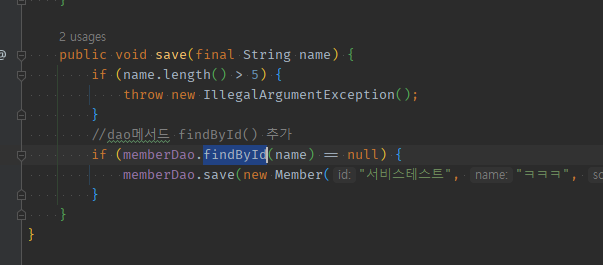 }
2 usages
@
public void save(final String name) {
if (name.length() > 5) {
throw new IllegalArgumentException();
}
//dao메서드 findById() 추가
if (memberDao.findById(name) == null) {
memberDao.save(new Member( id: "서비스테스트", name: "ㅋㅋㅋ",
}
}
}